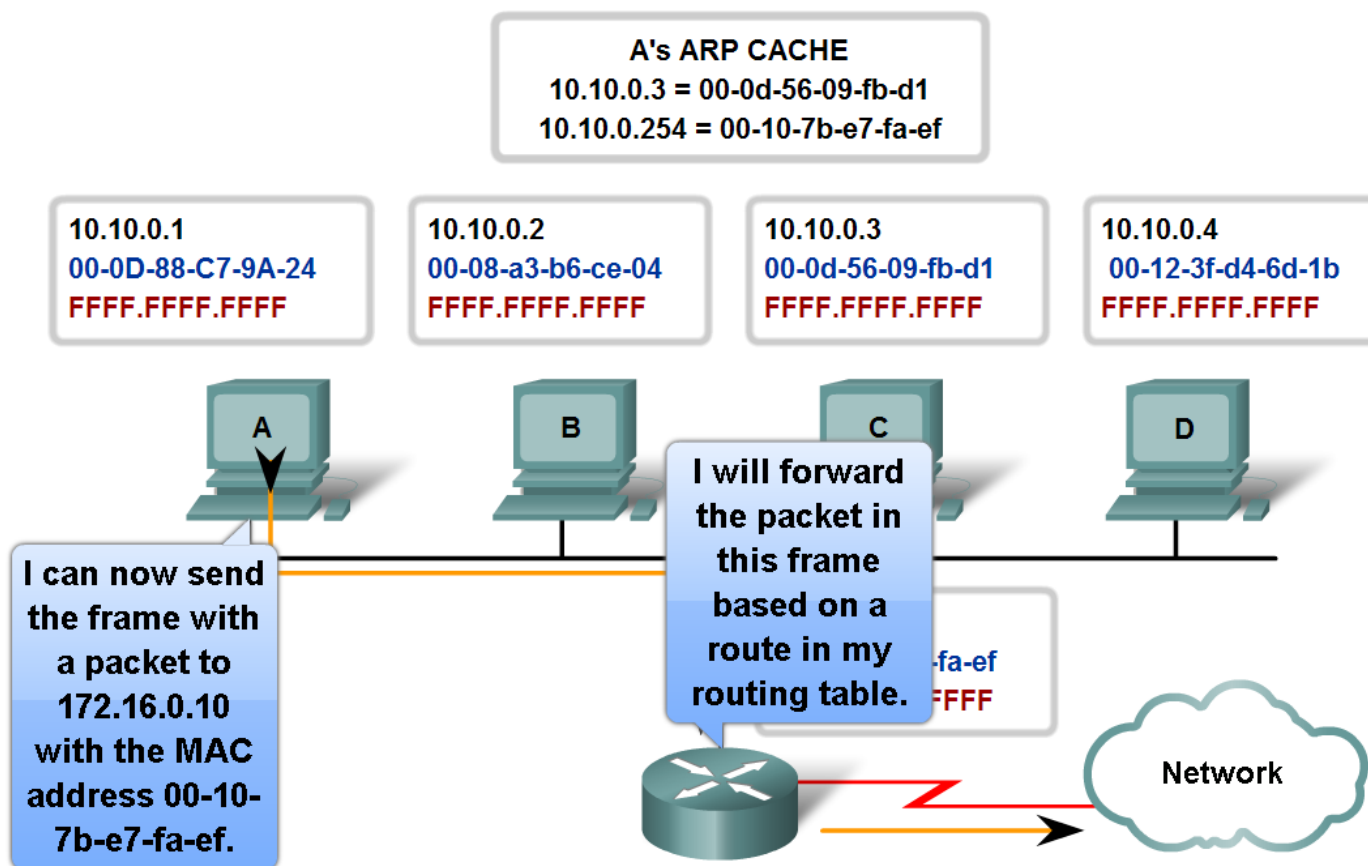 A's ARP CACHE
10.10.0.3 = 00-0d-56-09-fb-d1
10.10.0.254 = 00-10-7b-e7-fa-ef
10.10.0.1
00-0D-88-C7-9A-24
FFFF.FFFF.FFFF
10.10.0.2
00-08-a3-b6-ce-04
FFFF.FFFF.FFFF
10.10.0.3
00-0d-56-09-fb-d1
FFFF.FFFF.FFFF
10.10.0.4
00-12-3f-d4-6d-1b
FFFF.FFFF.FFFF
A
B
C
D
I can now send
the frame with
a packet to
172.16.0.10
with the MAC
address 00-10-
7b-e7-fa-ef.
I will forward
the packet in
this frame
based on a
route in my
routing table.
-fa-ef
FFFF
Network